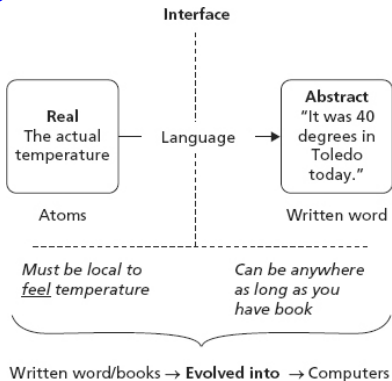 Interface
Real
The actual
temperature
Language
Abstract
"It was 40
degrees in
Toledo
today."
Atoms
Written word
Must be local to
feel temperature
Can be anywhere
as long as you
have book
Written word/books → Evolved into → Computers